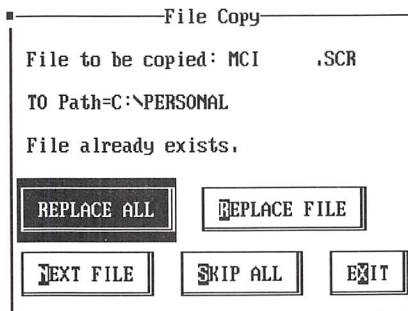 File Copy
File to be copied: MCI .SCR
TO Path=C:\PERSONAL
File already exists.
REPLACE ALL REPLACE FILE
NEXT FILE SKIP ALL EXIT